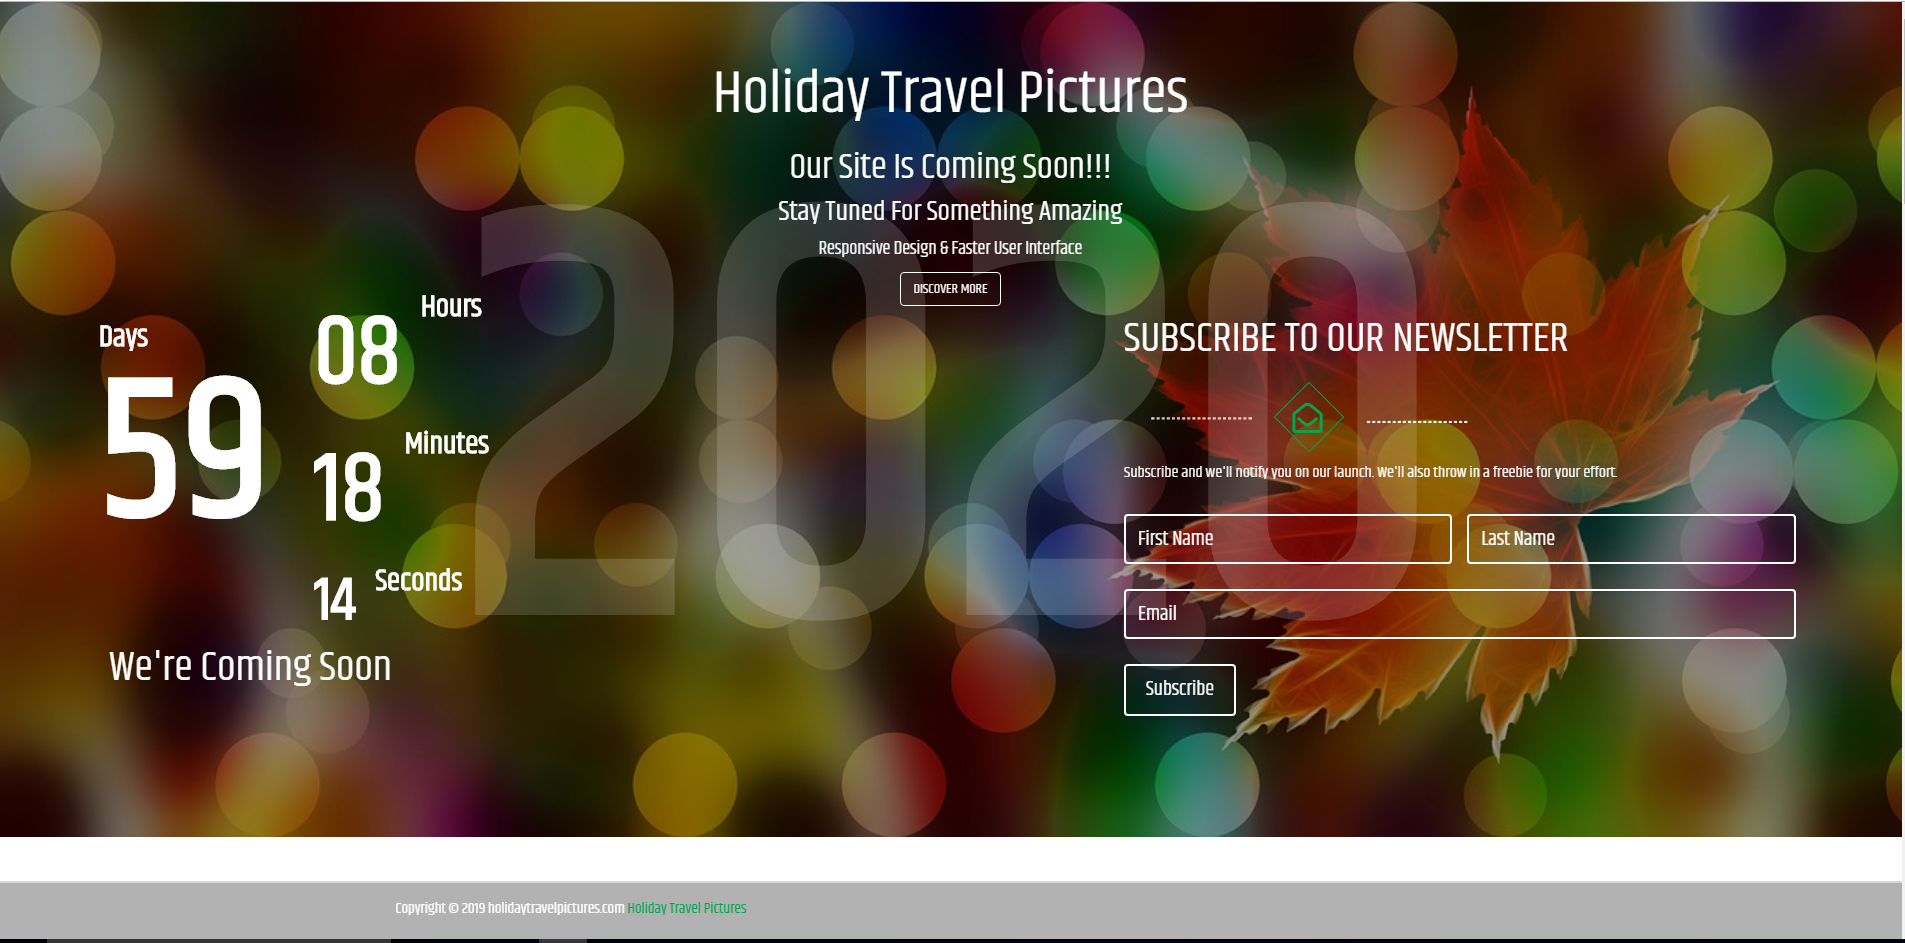 Holiday Travel Pictures
Our Site Is Coming Soon!!!
Stay Tuned For Something Amazing
Responsive Design & Faster User Interface
DISCOVER MORE
2020
Days
59
Hours
08
Minutes
18
Seconds
14
We're Coming Soon
SUBSCRIBE TO OUR NEWSLETTER
Subscribe and we'll notify you on our launch. We'll also throw in a freebie for your effort.
First Name
Last Name
Email
Subscribe
Copyright © 2019 holidaytravelpictures.com Holiday Travel Pictures